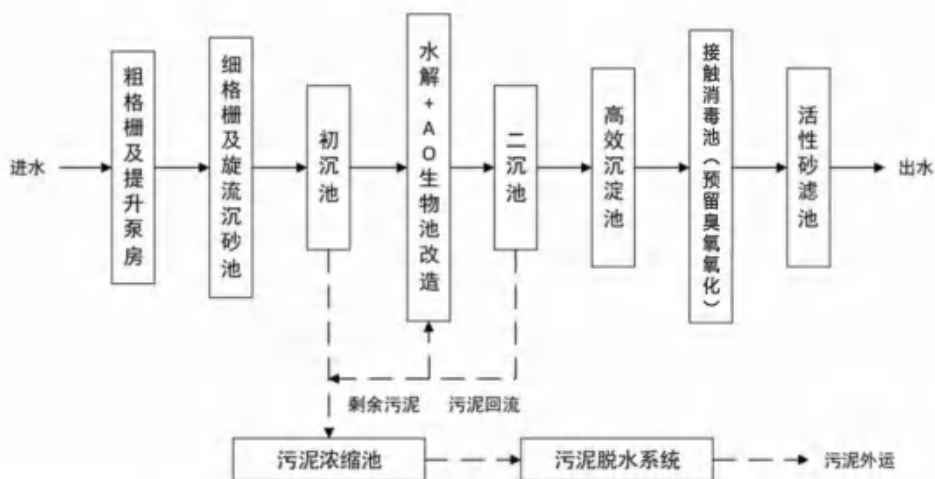 进水
粗格栅及提升泵房
细格栅及旋流沉砂池
初沉池
水解+AO生物池改造
二沉池
高效沉淀池
接触消毒池（预留臭氧氧化）
活性砂滤池
出水
剩余污泥
污泥回流
污泥浓缩池
污泥脱水系统
污泥外运